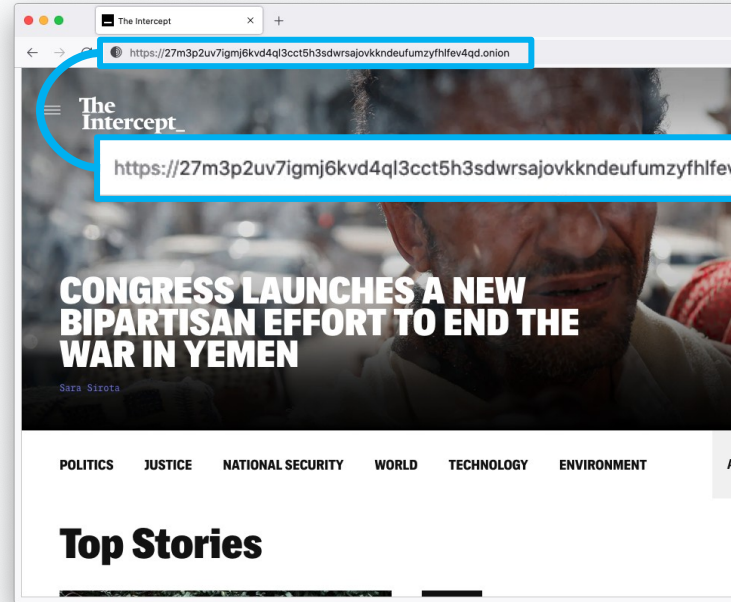 The Intercept
https://27m3p2uv7igmj6kvd4ql3cct5h3sdwrsajovkkndeufumzyfhlfev4qd.onion
The
Intercept_
https://27m3p2uv7igmj6kvd4ql3cct5h3sdwrsajovkkndeufumzyfhlfev
CONGRESS LAUNCHES A NEW
BIPARTISAN EFFORT TO END THE
WAR IN YEMEN
Sara Sirota
POLITICS JUSTICE NATIONAL SECURITY WORLD TECHNOLOGY ENVIRONMENT
Top Stories